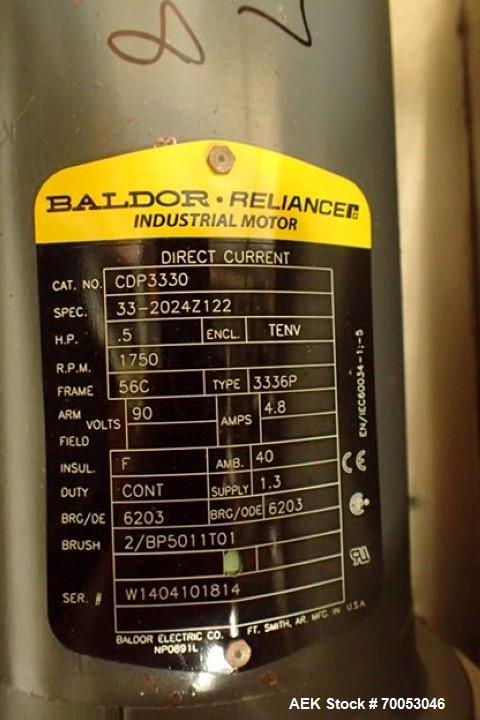 82
BALDOR · RELIANCE
INDUSTRIAL MOTOR
DIRECT CURRENT
CAT. NO. CDP3330
SPEC. 33-2024Z122
H.P. .5 ENCL. TENV
R.P.M. 1750
FRAME 56C TYPE 3336P
ARM VOLTS 90 AMPS 4.8
FIELD
INSUL. F AMB. 40
DUTY CONT SUPPLY 1.3
BRG/DE 6203 BRG/ODE 6203
BRUSH 2/BP5011T01
SER. # W1404101814
BALDOR ELECTRIC CO. FT. SMITH, AR. MFG. IN U.S.A
NP0891L
EN/IEC60034-1;-5
CE
AEK Stock #70053046